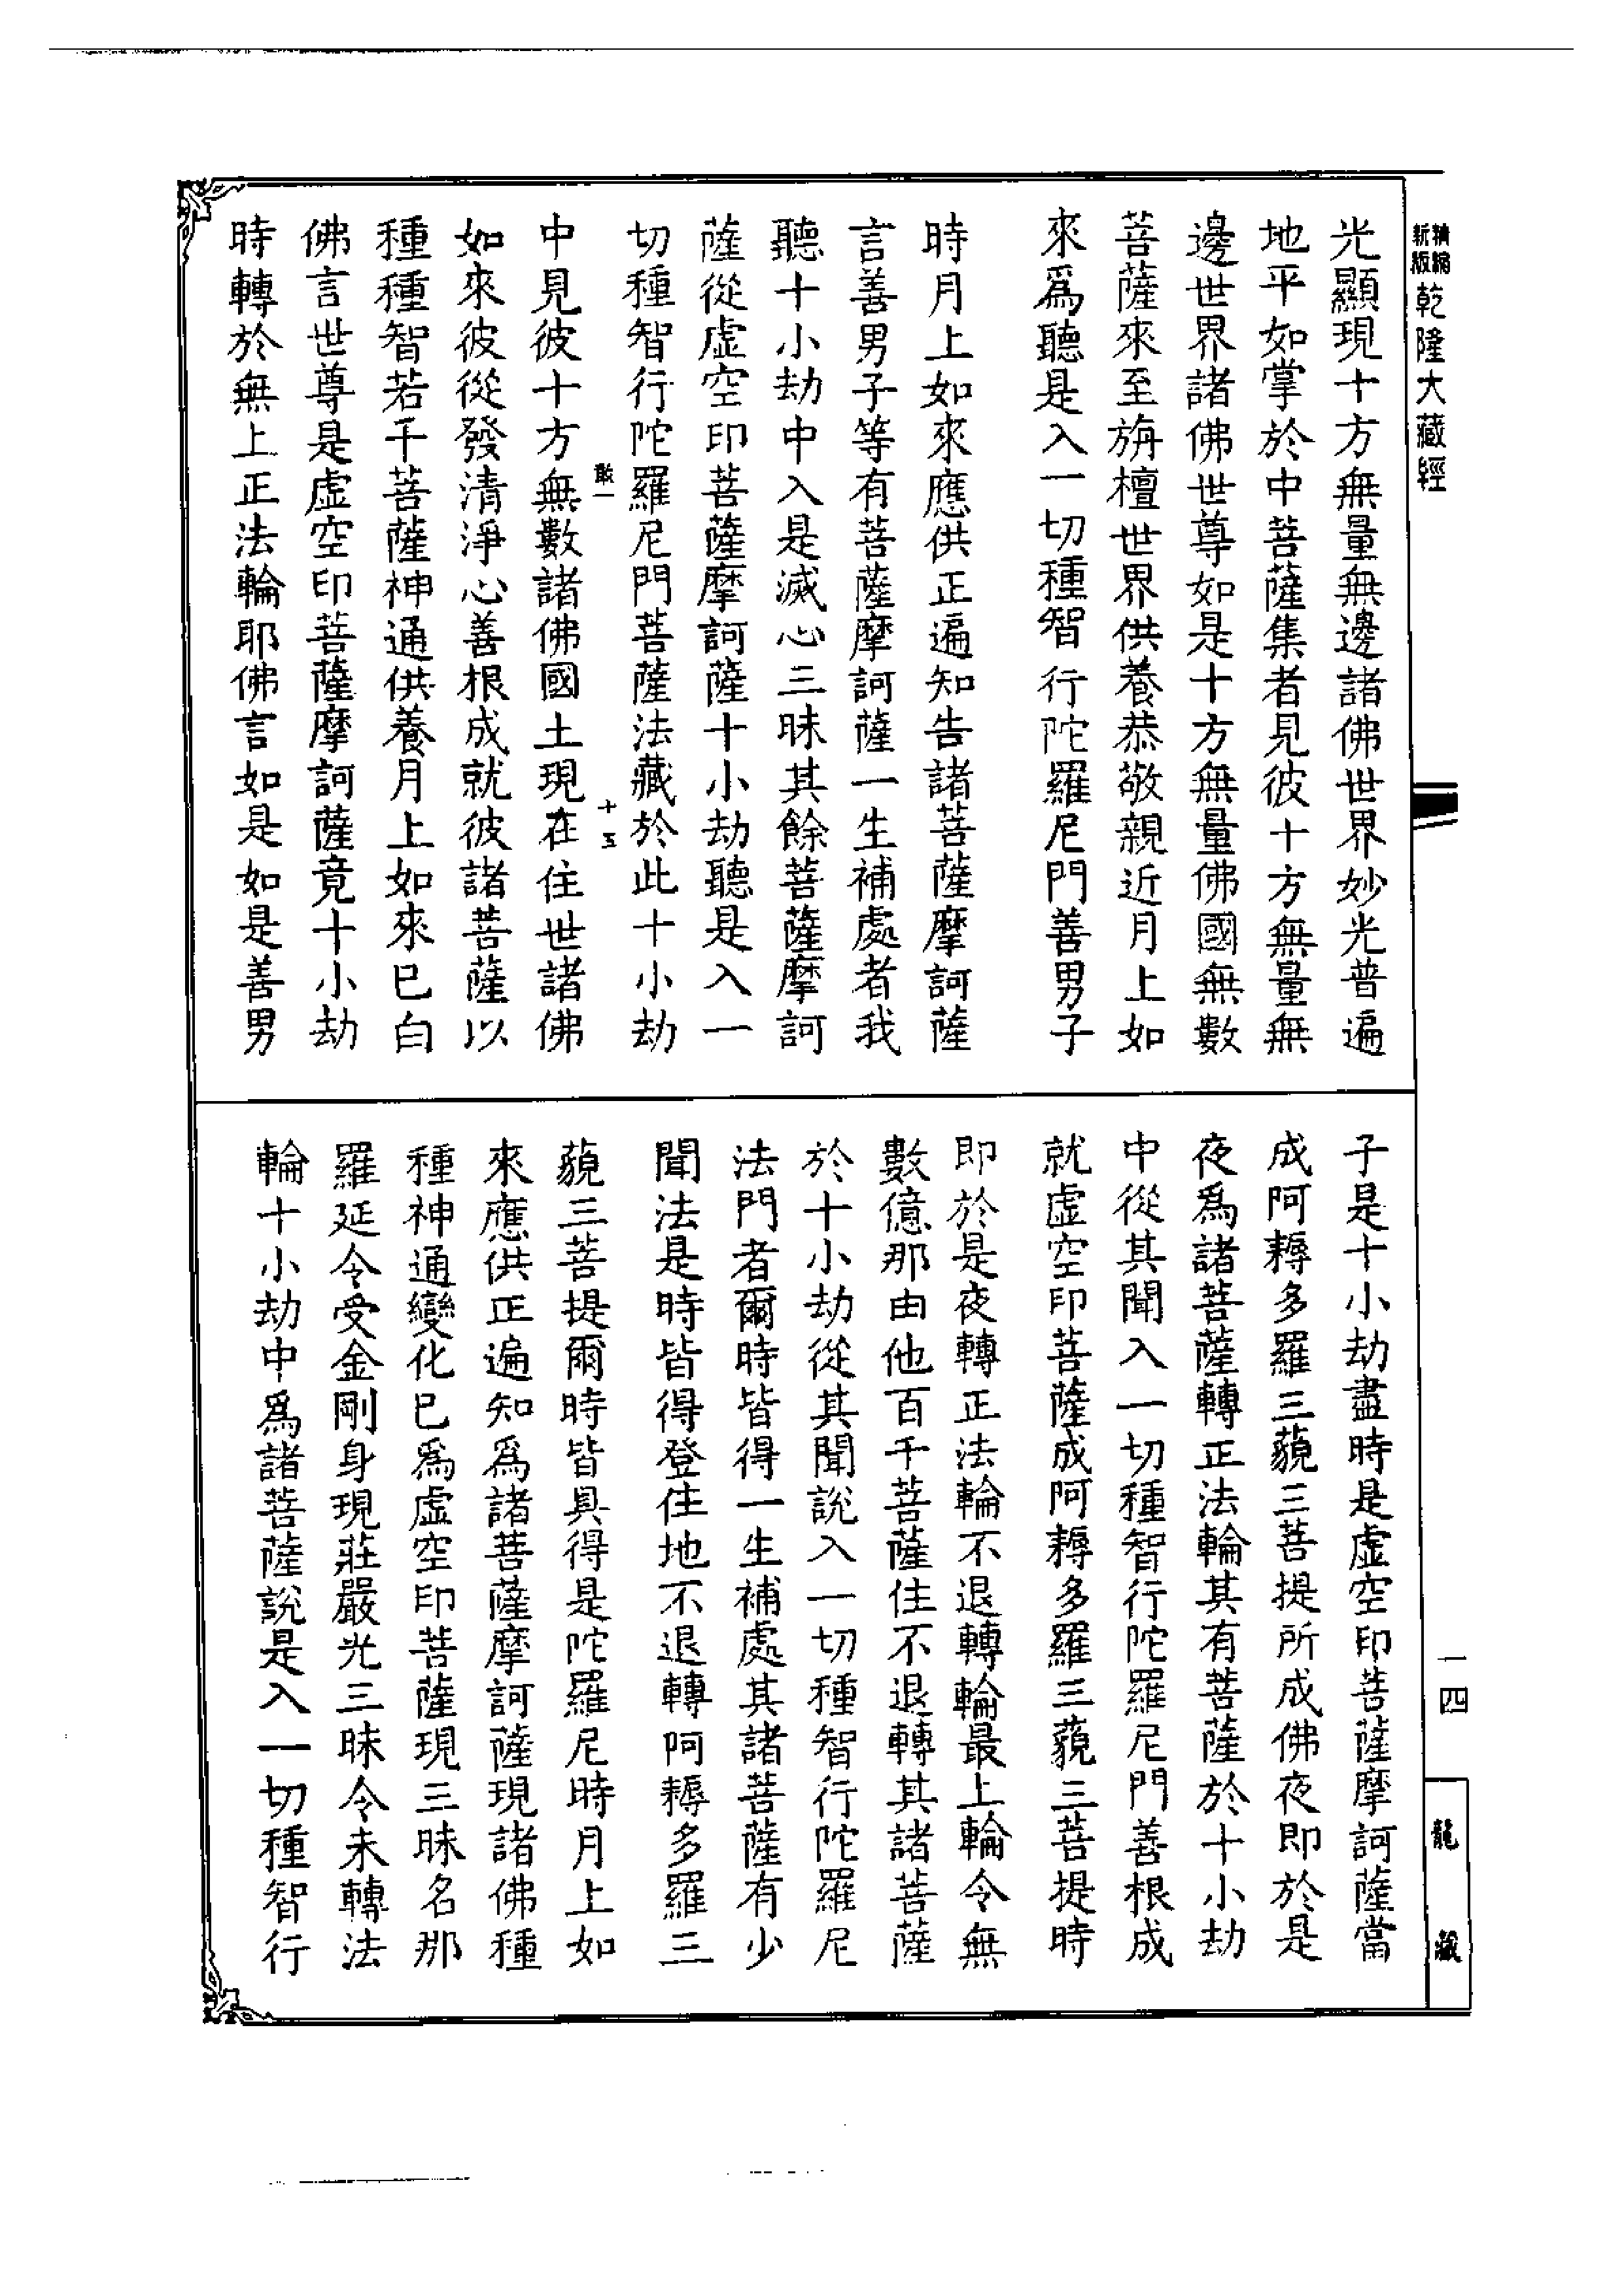 精縮新版乾隆大藏經
光顯現十方無量無邊諸佛世界妙光普遍
地平如掌於中菩薩集者見彼十方無量無
邊世界諸佛世尊如是十方無量佛國無數
菩薩來至旃檀世界供養恭敬親近月上如
來爲聽是入一切種智行陀羅尼門善男子
時月上如來應供正遍知告諸菩薩摩訶薩
言善男子等有菩薩摩訶薩一生補處者我
聽十小劫中入是滅心三昧其餘菩薩摩訶
薩從虛空印菩薩摩訶薩十小劫聽是入一
切種智行陀羅尼門菩薩法藏於此十小劫
十五
中見彼十方無數諸佛國土現在住世諸佛
如來彼從發清淨心善根成就彼諸菩薩以
種種智若干菩薩神通供養月上如來已白
佛言世尊是虛空印菩薩摩訶薩竟十小劫
時轉於無上正法輪耶佛言如是如是善男
子是十小劫盡時是虛空印菩薩摩訶薩當
成阿耨多羅三藐三菩提所成佛夜即於是
夜爲諸菩薩轉正法輪其有菩薩於十小劫
中從其聞入一切種智行陀羅尼門善根成
就虛空印菩薩成阿耨多羅三藐三菩提時
即於是夜轉正法輪不退轉輪最上輪令無
數億那由他百千菩薩住不退轉其諸菩薩
於十小劫從其聞說入一切種智行陀羅尼
法門者爾時皆得一生補處其諸菩薩有少
聞法是時皆得登住地不退轉阿耨多羅三
藐三菩提爾時皆具得是陀羅尼時月上如
來應供正遍知爲諸菩薩摩訶薩現諸佛種
種神通變化已爲虛空印菩薩現三昧名那
羅延令受金剛身現莊嚴光三昧令未轉法
輪十小劫中爲諸菩薩說是入一切種智行
一四
龍藏